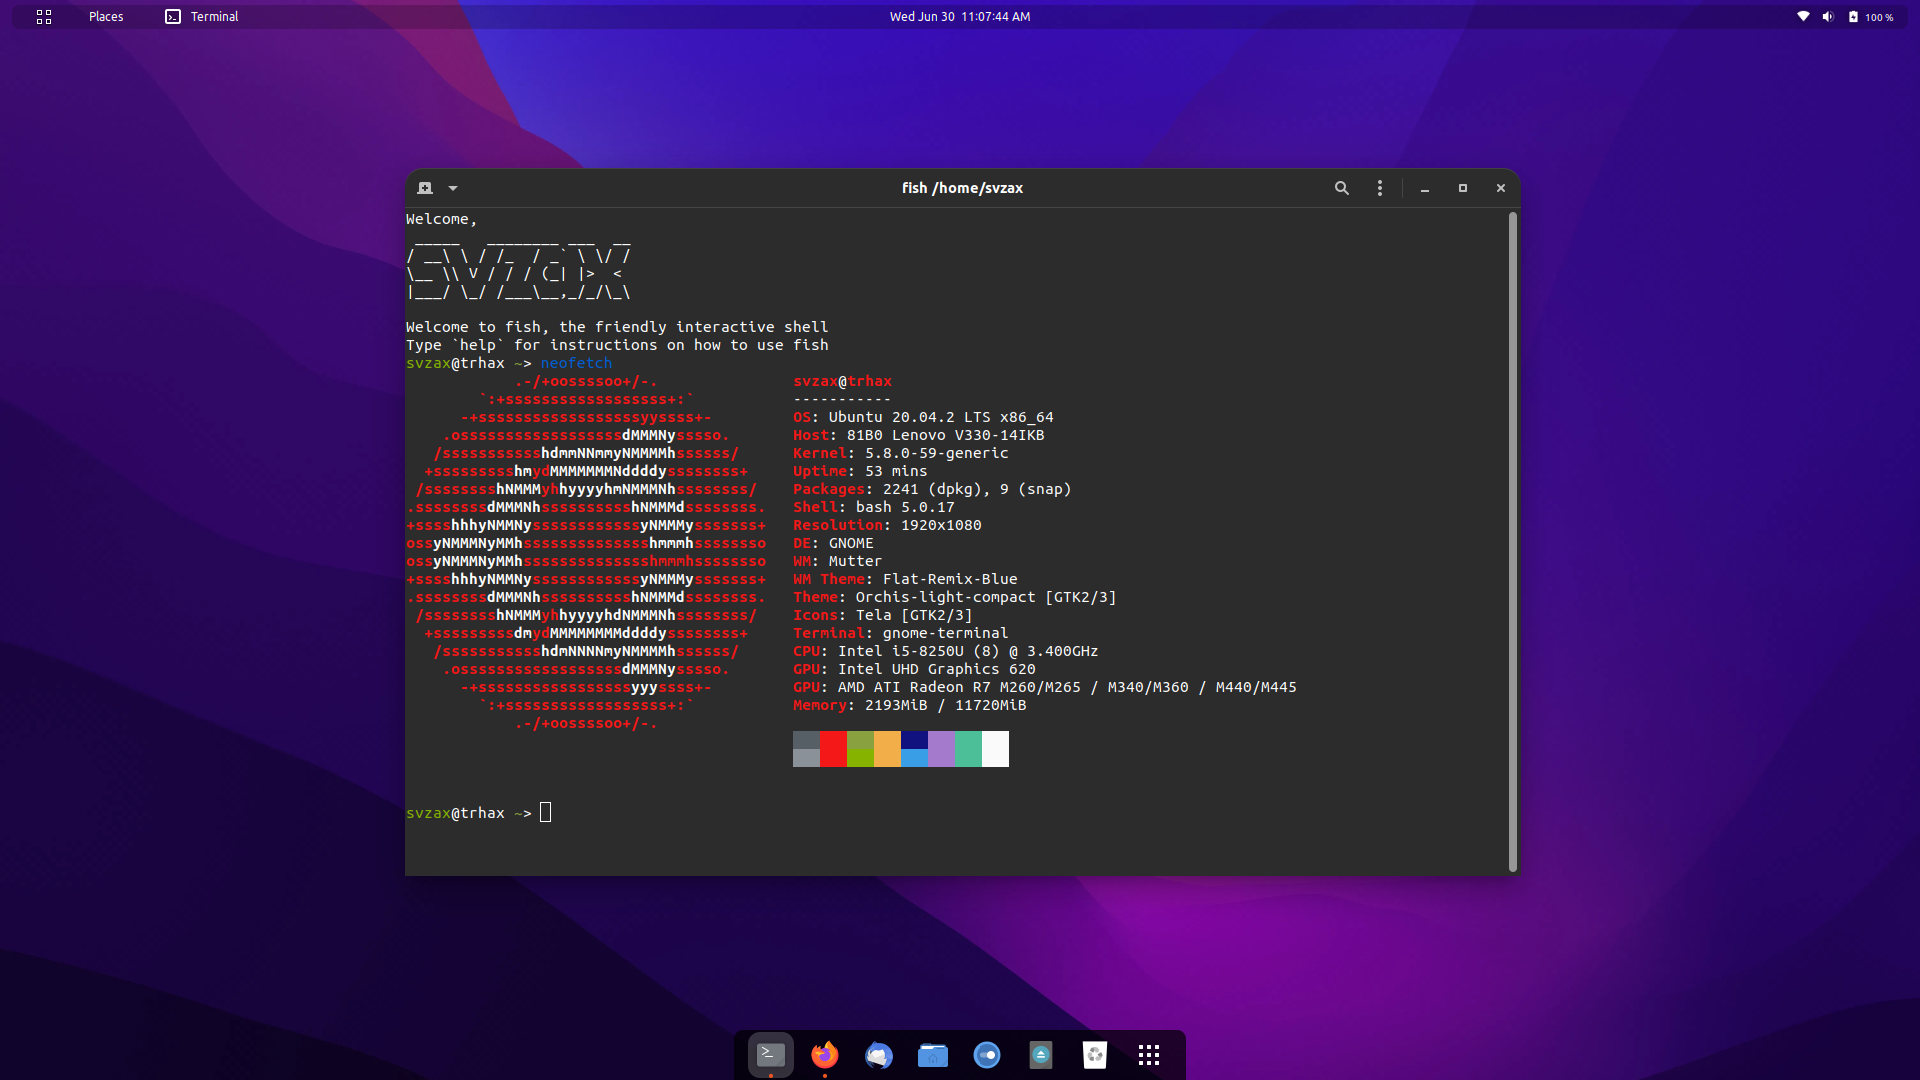 Places
Terminal
Wed Jun 30  11:07:44 AM
100 %
fish /home/svzax
Welcome,
 _____   ________ ___  __
/ __\ \ / /_  / _` \ \/ /
\__ \\ V / / / (_| |>  <
|___/ \_/ /___\__,_/_/\_\
Welcome to fish, the friendly interactive shell
Type `help` for instructions on how to use fish
svzax@trhax ~> neofetch
            .-/+oossssoo+/-.               svzax@trhax
        `:+ssssssssssssssssss+:`           -----------
      -+ssssssssssssssssssyyssss+-         OS: Ubuntu 20.04.2 LTS x86_64
    .ossssssssssssssssssdMMMNysssso.       Host: 81B0 Lenovo V330-14IKB
   /ssssssssssshdmmNNmmyNMMMMhssssss/      Kernel: 5.8.0-59-generic
  +ssssssssshmydMMMMMMMNddddyssssssss+     Uptime: 53 mins
 /sssssssshNMMMyhhyyyyhmNMMMNhssssssss/    Packages: 2241 (dpkg), 9 (snap)
.ssssssssdMMMNhsssssssssshNMMMdssssssss.   Shell: bash 5.0.17
+sssshhhyNMMNyssssssssssssyNMMMysssssss+   Resolution: 1920x1080
ossyNMMMNyMMhsssssssssssssshmmmhssssssso   DE: GNOME
ossyNMMMNyMMhsssssssssssssshmmmhssssssso   WM: Mutter
+sssshhhyNMMNyssssssssssssyNMMMysssssss+   WM Theme: Flat-Remix-Blue
.ssssssssdMMMNhsssssssssshNMMMdssssssss.   Theme: Orchis-light-compact [GTK2/3]
 /sssssssshNMMMyhhyyyyhdNMMMNhssssssss/    Icons: Tela [GTK2/3]
  +sssssssssdmydMMMMMMMMddddyssssssss+     Terminal: gnome-terminal
   /ssssssssssshdmNNNNmyNMMMMhssssss/      CPU: Intel i5-8250U (8) @ 3.400GHz
    .ossssssssssssssssssdMMMNysssso.       GPU: Intel UHD Graphics 620
      -+sssssssssssssssssyyyssss+-         GPU: AMD ATI Radeon R7 M260/M265 / M340/M360 / M440/M445
        `:+ssssssssssssssssss+:`           Memory: 2193MiB / 11720MiB
            .-/+oossssoo+/-.
svzax@trhax ~>